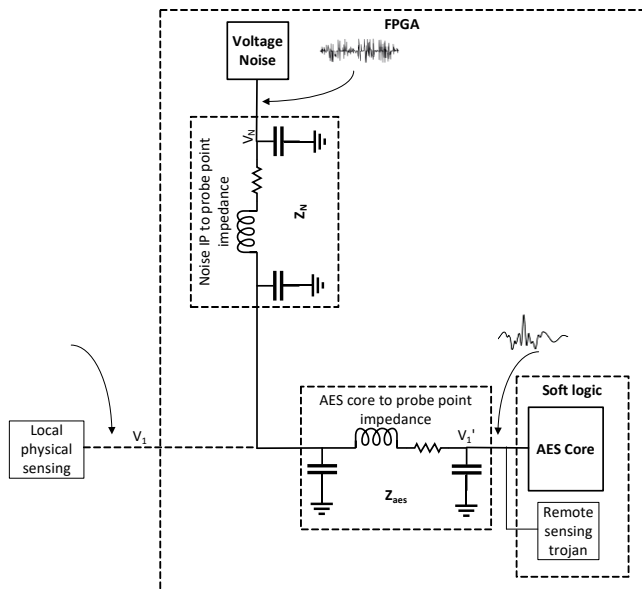 FPGA
Voltage
Noise
V_N
Noise IP to probe point
impedance
Z_N
AES core to probe point
impedance
Soft logic
Local
physical
sensing
V_1
V_1'
AES Core
Z_aes
Remote
sensing
trojan